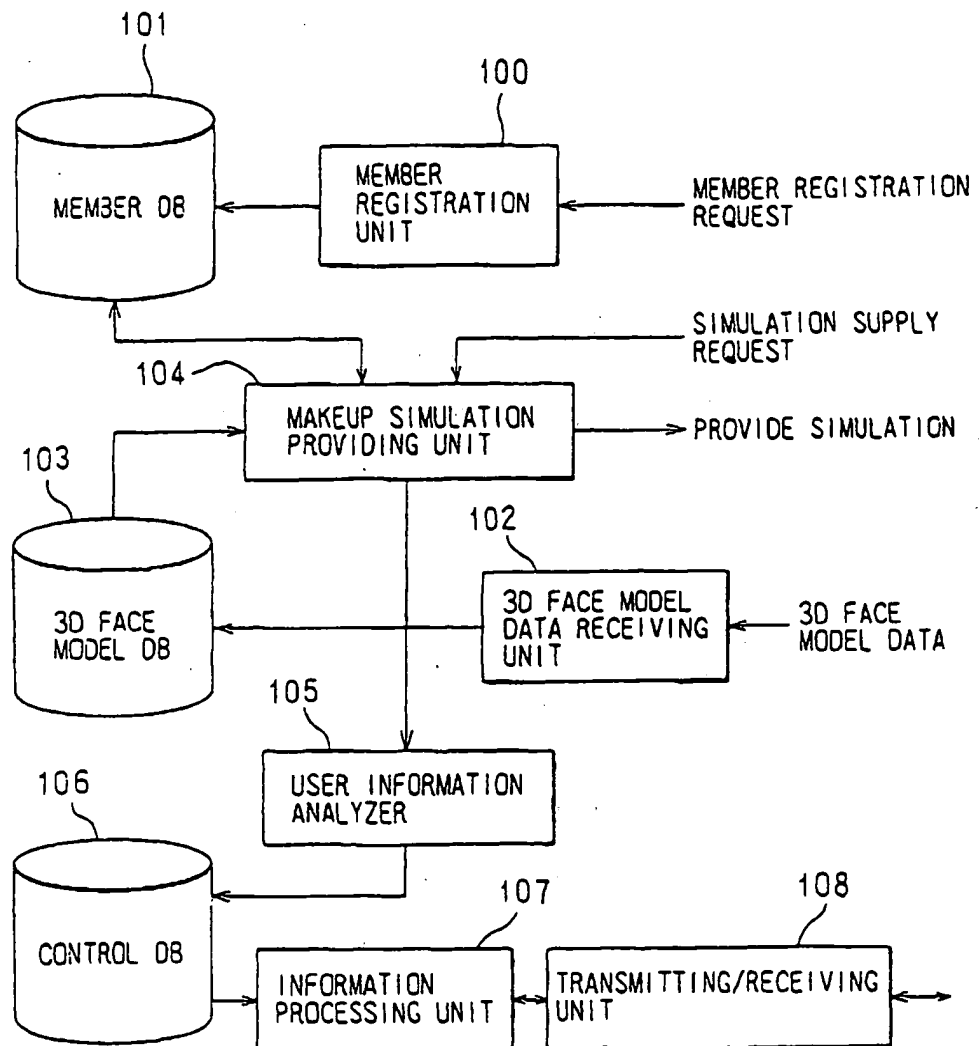 101
100
MEMBER DB
MEMBER
REGISTRATION
UNIT
MEMBER REGISTRATION
REQUEST
SIMULATION SUPPLY
REQUEST
104
MAKEUP SIMULATION
PROVIDING UNIT
PROVIDE SIMULATION
103
102
3D FACE
MODEL DB
3D FACE MODEL
DATA RECEIVING
UNIT
3D FACE
MODEL DATA
105
USER INFORMATION
ANALYZER
106
107
108
CONTROL DB
INFORMATION
PROCESSING UNIT
TRANSMITTING/RECEIVING
UNIT